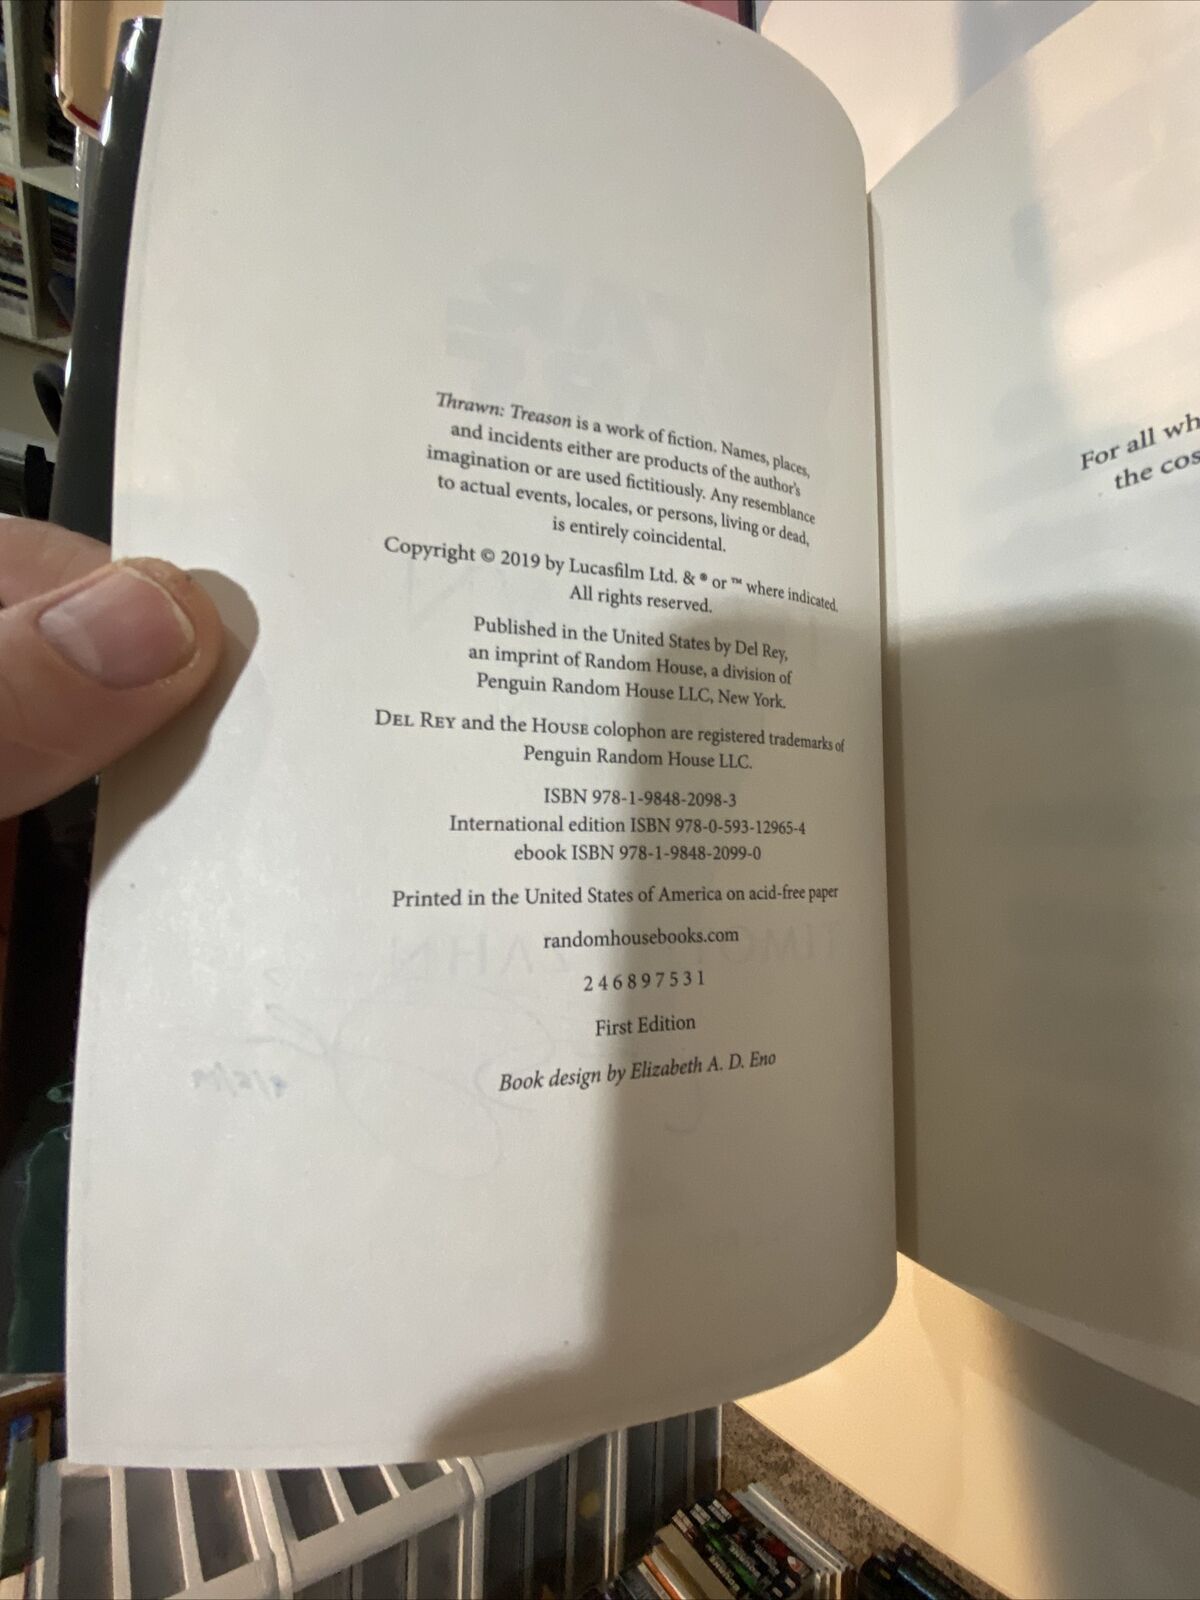 Thrawn: Treason is a work of fiction. Names, places,
and incidents either are products of the author's
imagination or are used fictitiously. Any resemblance
to actual events, locales, or persons, living or dead,
is entirely coincidental.
Copyright © 2019 by Lucasfilm Ltd. & ® or ™ where indicated.
All rights reserved.
Published in the United States by Del Rey,
an imprint of Random House, a division of
Penguin Random House LLC, New York.
DEL REY and the HOUSE colophon are registered trademarks of
Penguin Random House LLC.
ISBN 978-1-9848-2098-3
International edition ISBN 978-0-593-12965-4
ebook ISBN 978-1-9848-2099-0
Printed in the United States of America on acid-free paper
randomhousebooks.com
2 4 6 8 9 7 5 3 1
First Edition
Book design by Elizabeth A. D. Eno
For all wh
the cos